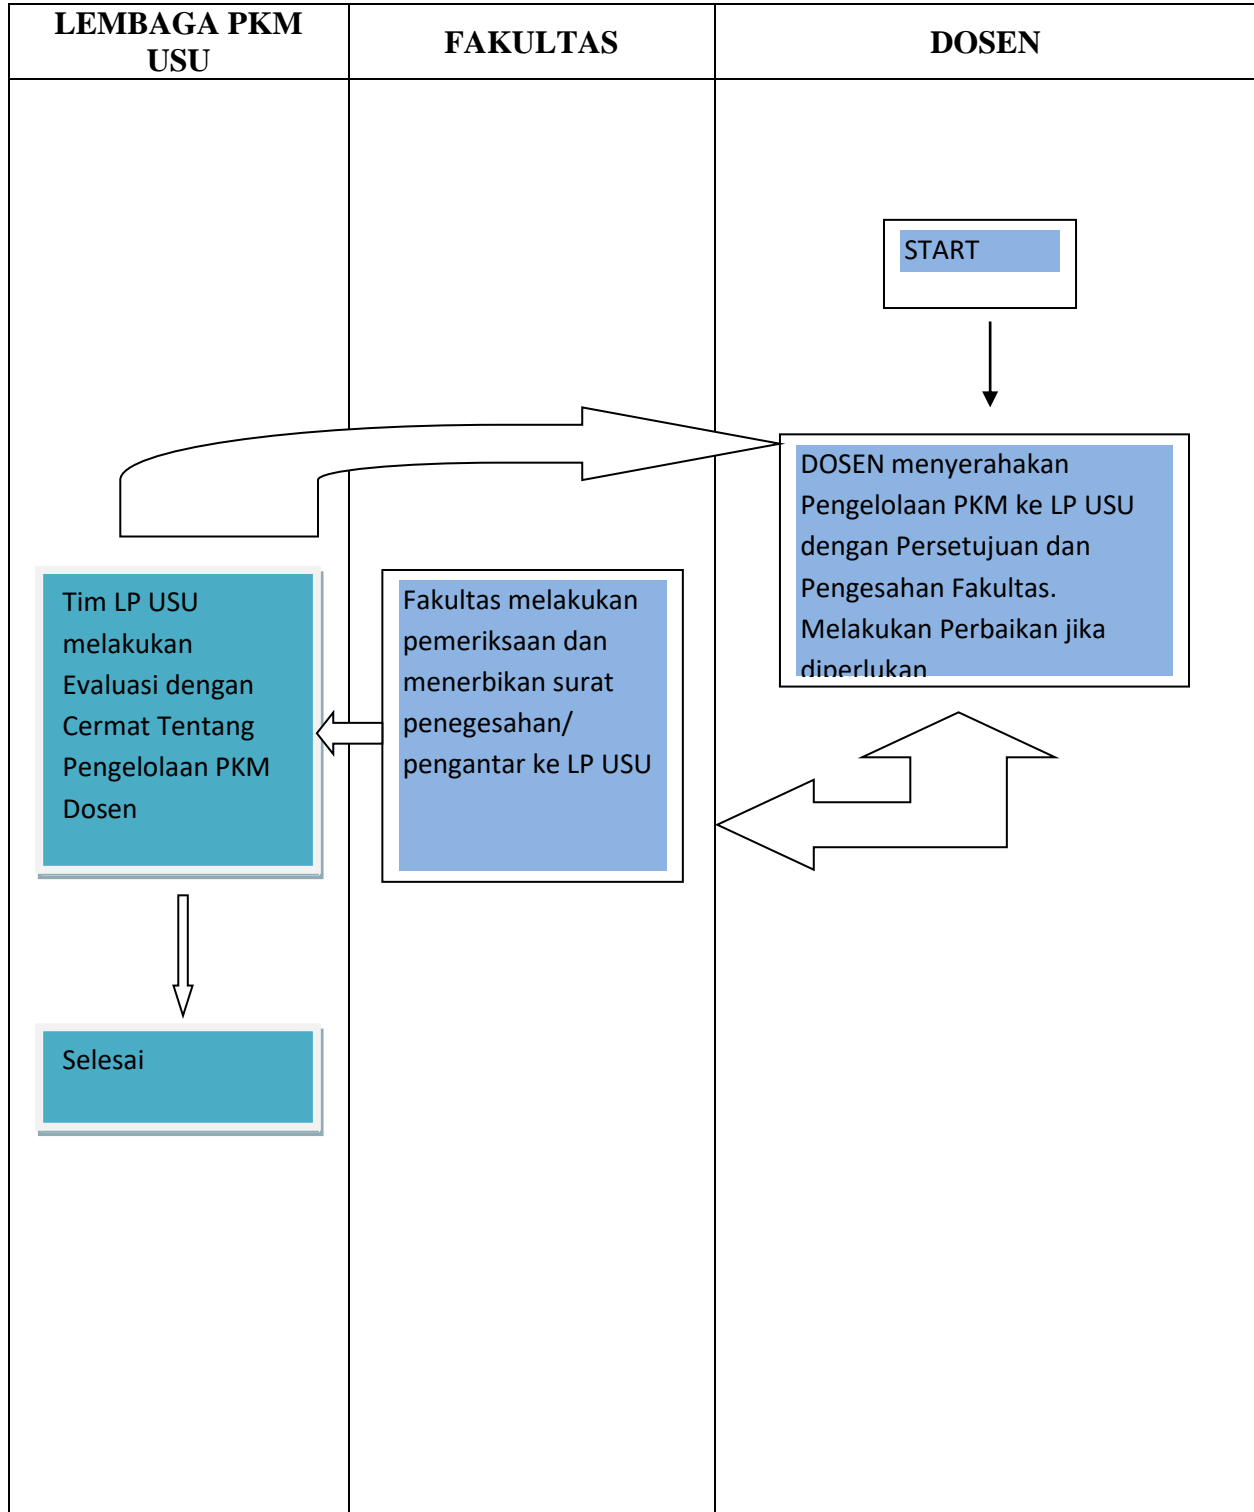 LEMBAGA PKM
USU
FAKULTAS
DOSEN
START
DOSEN menyerahakan
Pengelolaan PKM ke LP USU
dengan Persetujuan dan
Pengesahan Fakultas.
Melakukan Perbaikan jika
diperlukan
Tim LP USU
melakukan
Evaluasi dengan
Cermat Tentang
Pengelolaan PKM
Dosen
Fakultas melakukan
pemeriksaan dan
menerbikan surat
penegesahan/
pengantar ke LP USU
Selesai